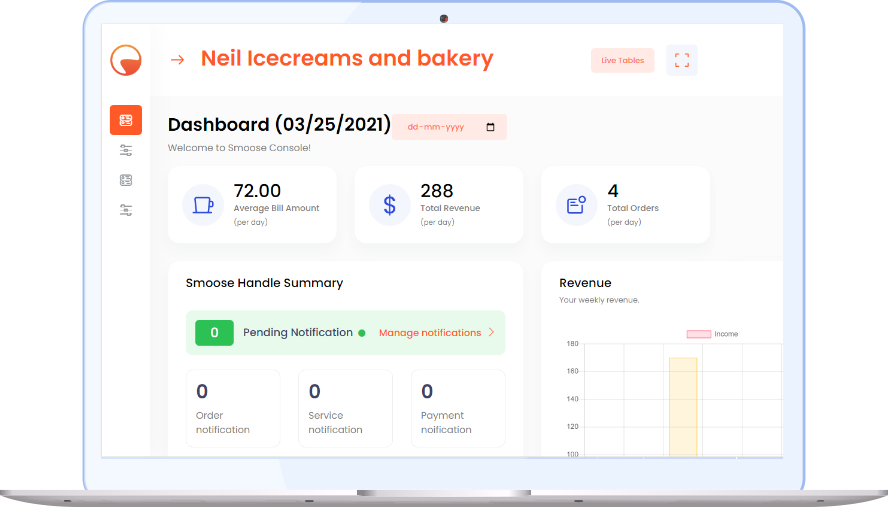 Neil Icecreams and bakery
Live Tables
Dashboard (03/25/2021)
dd-mm-yyyy
Welcome to Smoose Console!
72.00
Average Bill Amount
(per day)
288
Total Revenue
(per day)
4
Total Orders
(per day)
Smoose Handle Summary
0 Pending Notification Manage notifications
0
Order
notification
0
Service
notification
0
Payment
noification
Revenue
Your weekly revenue.
Income
180
160
140
120
100